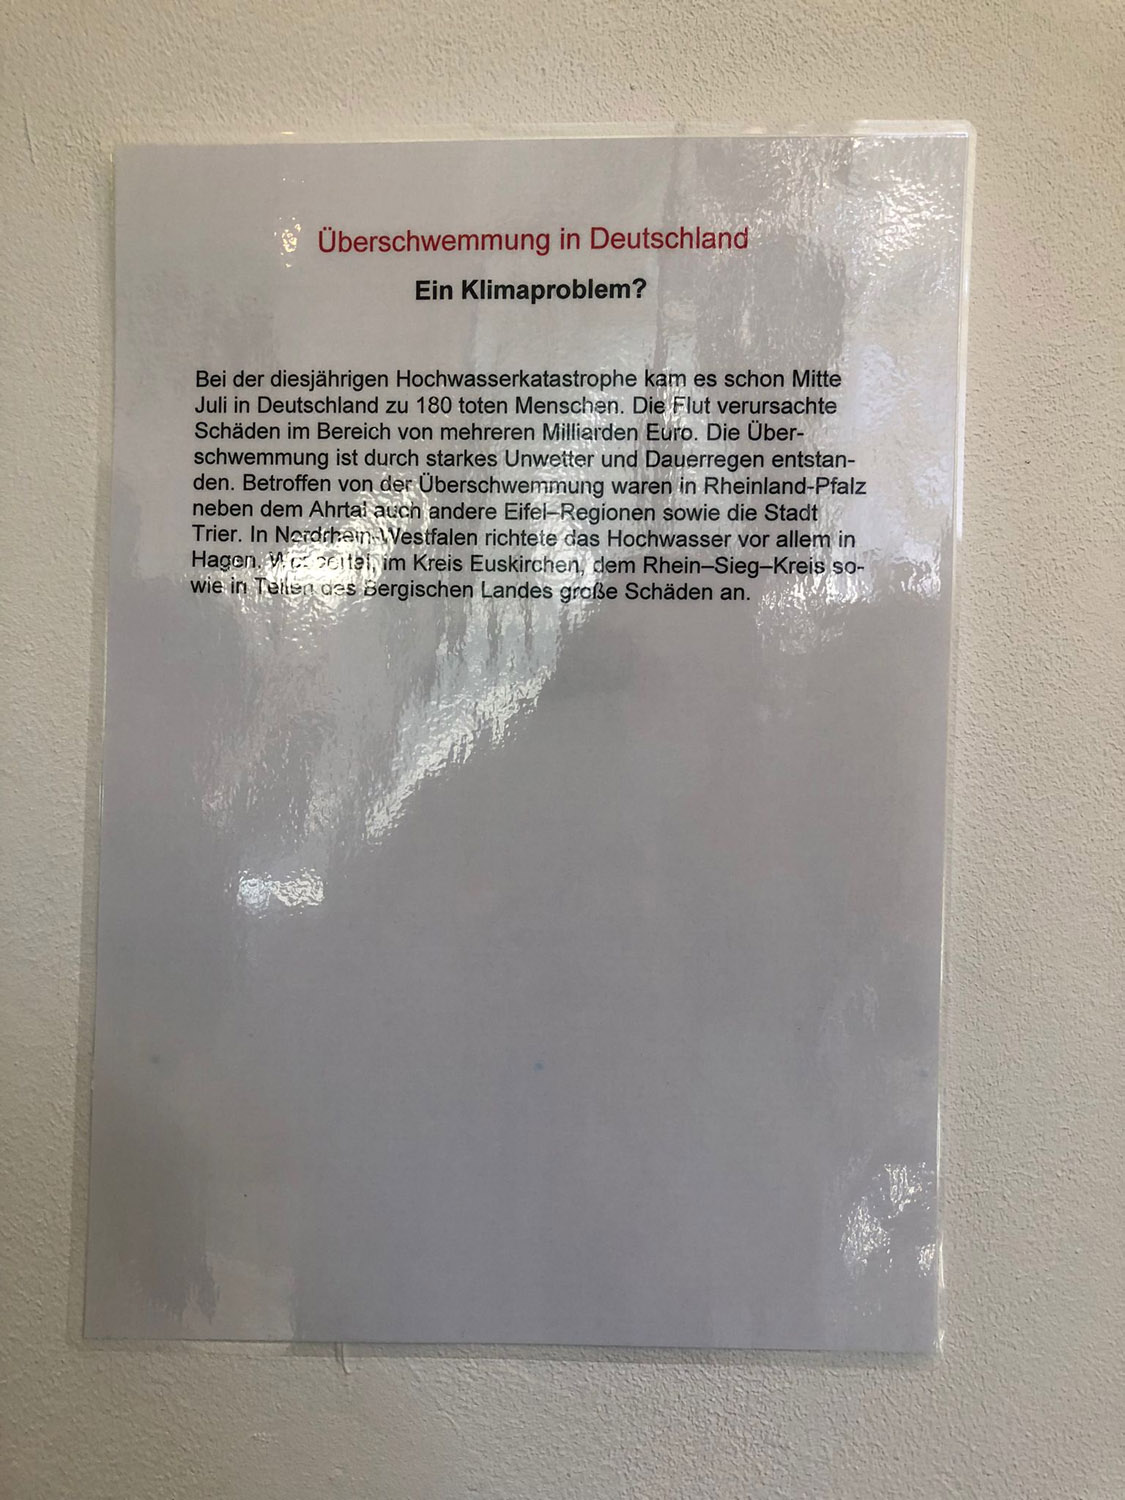 Überschwemmung in Deutschland
Ein Klimaproblem?
Bei der diesjährigen Hochwasserkatastrophe kam es schon Mitte
Juli in Deutschland zu 180 toten Menschen. Die Flut verursachte
Schäden im Bereich von mehreren Milliarden Euro. Die Über-
schwemmung ist durch starkes Unwetter und Dauerregen entstan-
den. Betroffen von der Überschwemmung waren in Rheinland-Pfalz
neben dem Ahrtal auch andere Eifel–Regionen sowie die Stadt
Trier. In Nordrhein-Westfalen richtete das Hochwasser vor allem in
Hagen, Wuppertal, im Kreis Euskirchen, dem Rhein–Sieg–Kreis so-
wie in Teilen des Bergischen Landes große Schäden an.